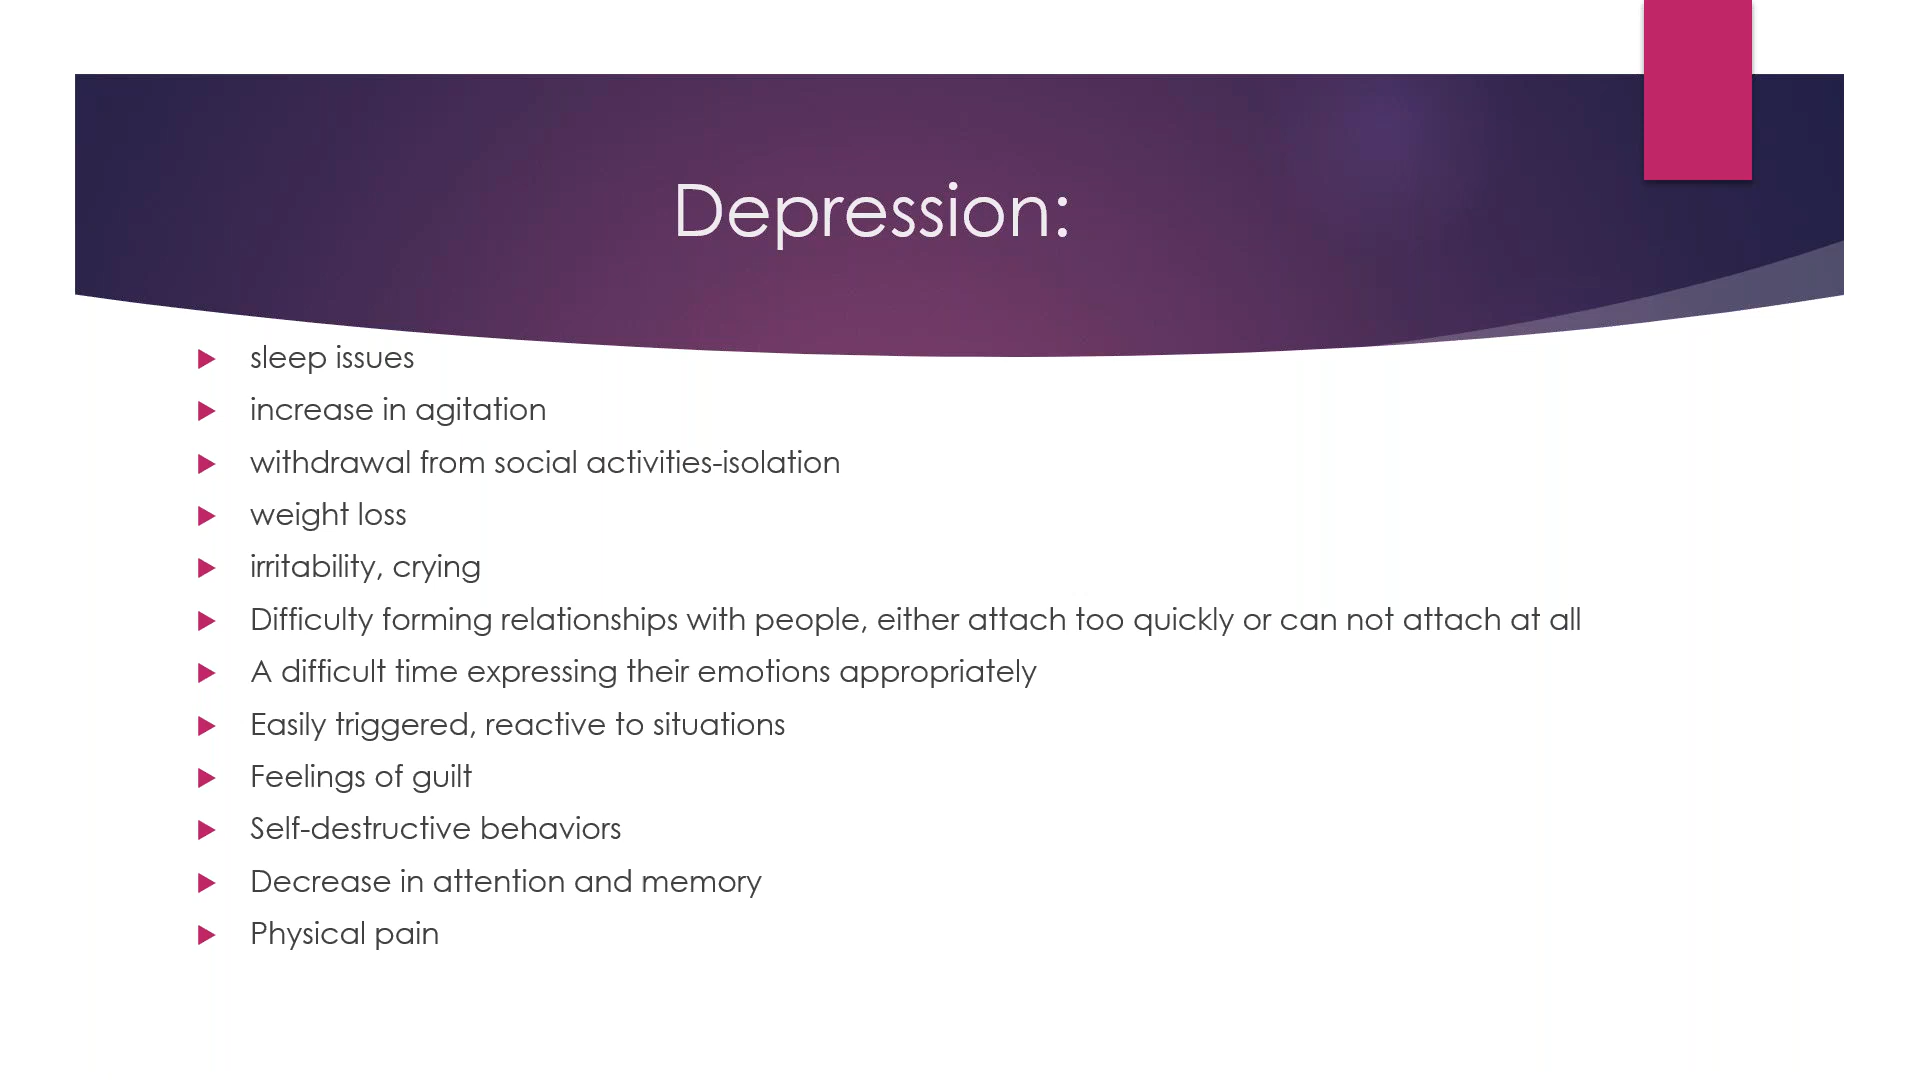 Depression:
sleep issues
increase in agitation
withdrawal from social activities-isolation
weight loss
irritability, crying
Difficulty forming relationships with people, either attach too quickly or can not attach at all
A difficult time expressing their emotions appropriately
Easily triggered, reactive to situations
Feelings of guilt
Self-destructive behaviors
Decrease in attention and memory
Physical pain